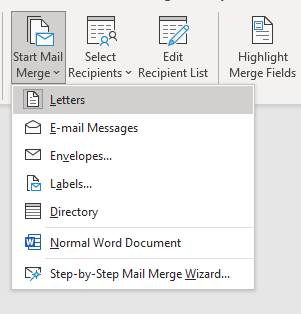 Start Mail Merge
Select Recipients
Edit Recipient List
Highlight Merge Fields
Letters
E-mail Messages
Envelopes...
Labels...
Directory
Normal Word Document
Step-by-Step Mail Merge Wizard...